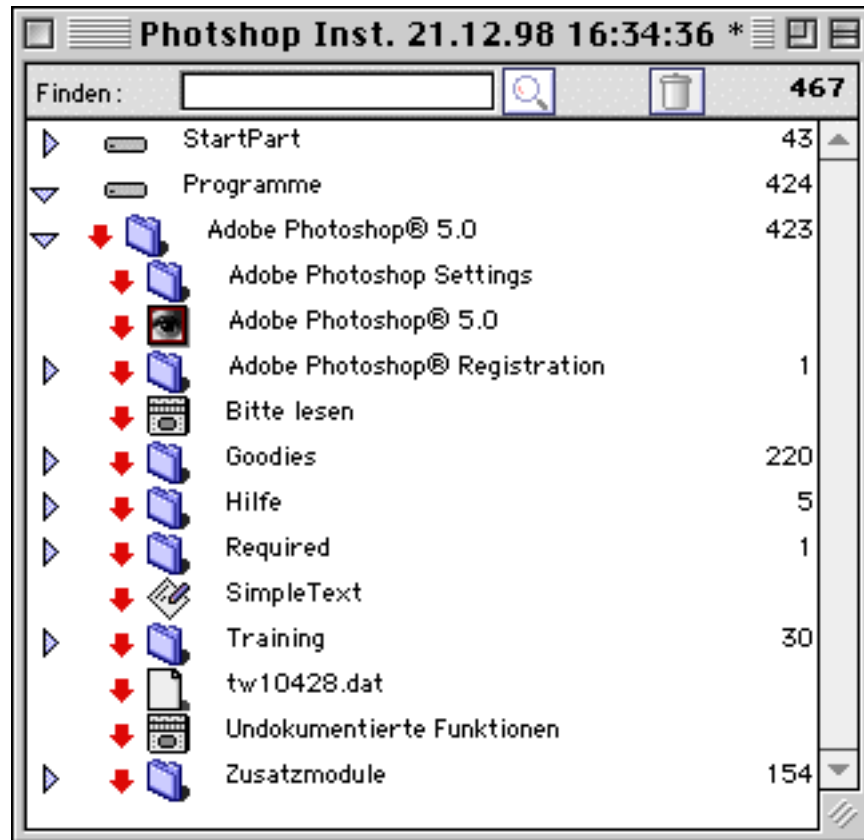 Photshop Inst. 21.12.98 16:34:36 *
Finden: 467
StartPart 43
Programme 424
Adobe Photoshop® 5.0 423
Adobe Photoshop Settings
Adobe Photoshop® 5.0
Adobe Photoshop® Registration 1
Bitte lesen
Goodies 220
Hilfe 5
Required 1
SimpleText
Training 30
tw10428.dat
Undokumentierte Funktionen
Zusatzmodule 154